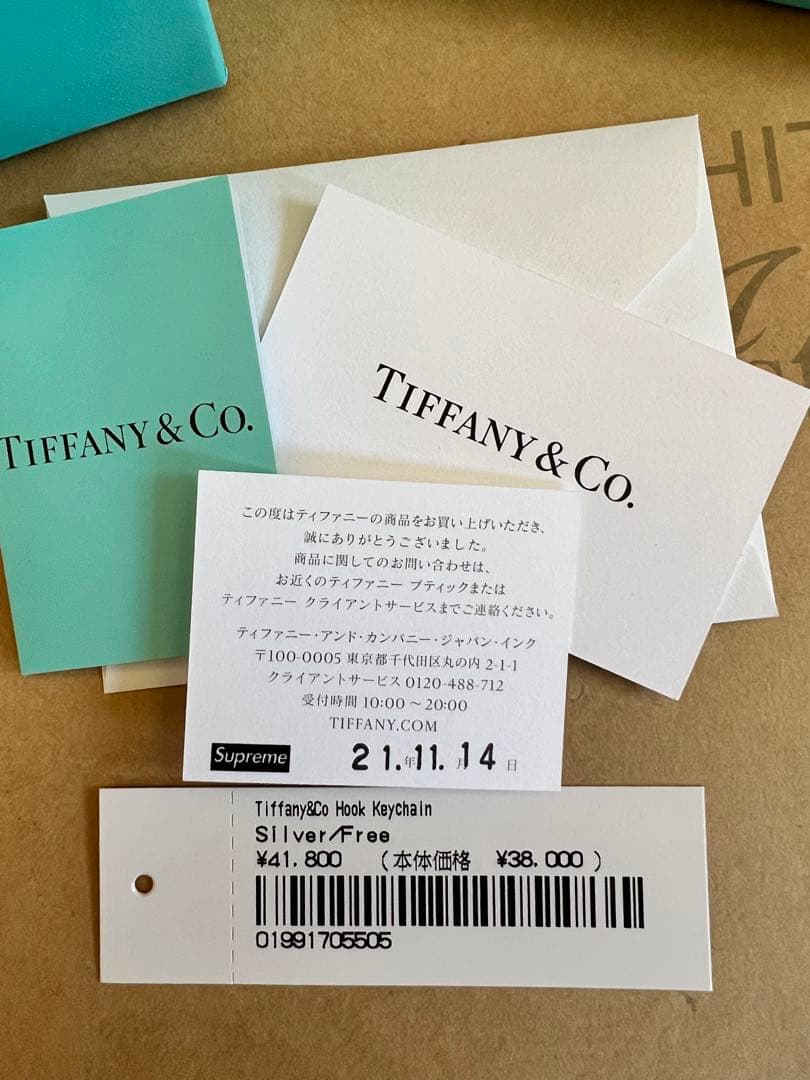 TIFFANY & CO.
TIFFANY & CO.
この度はティファニーの商品をお買い上げいただき、
誠にありがとうございました。
商品に関してのお問い合わせは、
お近くのティファニー ブティックまたは
ティファニー クライアントサービスまでご連絡ください。
ティファニー・アンド・カンパニー・ジャパン・インク
〒100-0005 東京都千代田区丸の内 2-1-1
クライアントサービス 0120-488-712
受付時間 10:00 ～ 20:00
TIFFANY.COM
Supreme 21.年11.月14日
Tiffany&Co Hook Keychain
Silver/Free
¥41,800 (本体価格 ¥38,000 )
01991705505